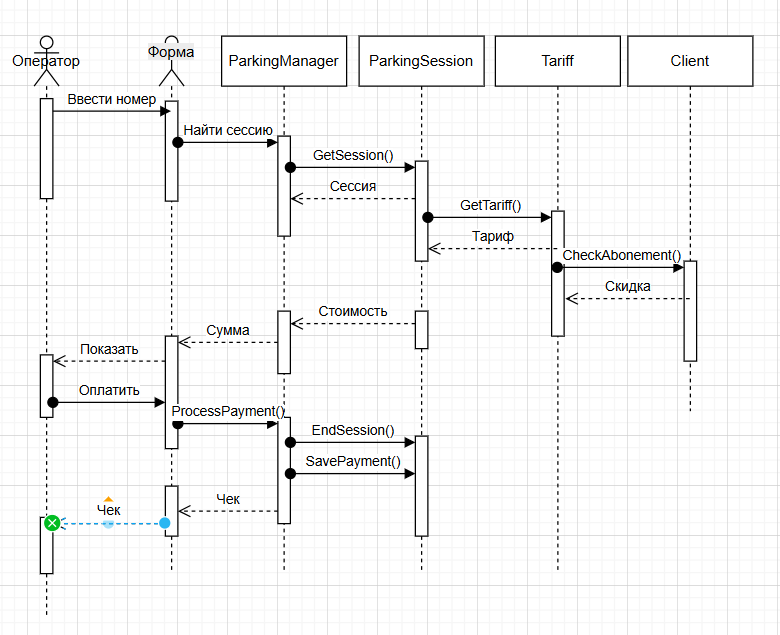 Оператор
Форма
ParkingManager
ParkingSession
Tariff
Client
Ввести номер
Найти сессию
GetSession()
Сессия
GetTariff()
Тариф
CheckAbonement()
Скидка
Стоимость
Сумма
Показать
Оплатить
ProcessPayment()
EndSession()
SavePayment()
Чек
Чек